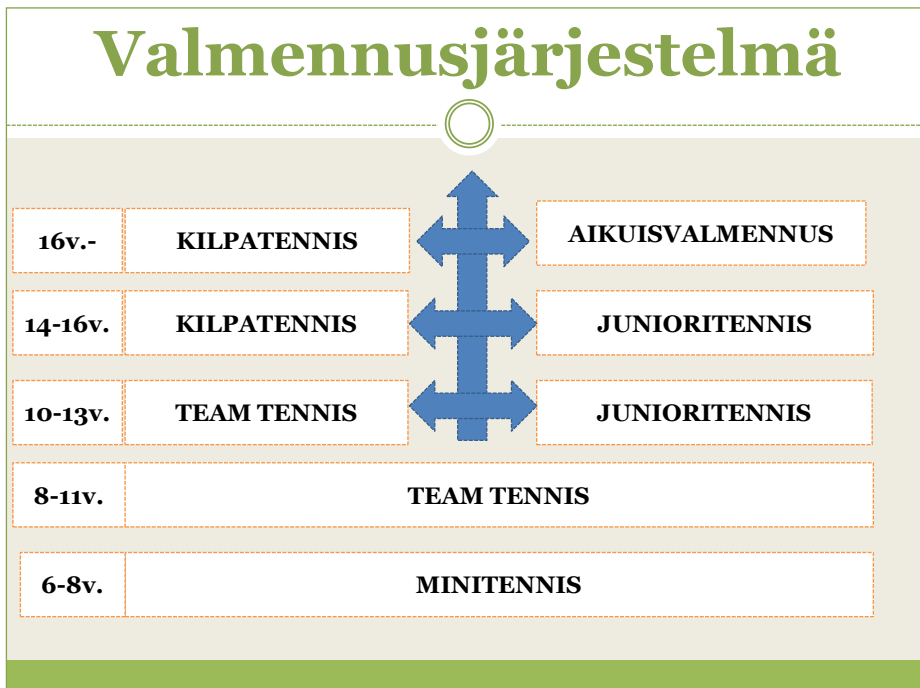 Valmennusjärjestelmä
16v.- KILPATENNIS AIKUISVALMENNUS
14-16v. KILPATENNIS JUNIORITENNIS
10-13v. TEAM TENNIS JUNIORITENNIS
8-11v. TEAM TENNIS
6-8v. MINITENNIS